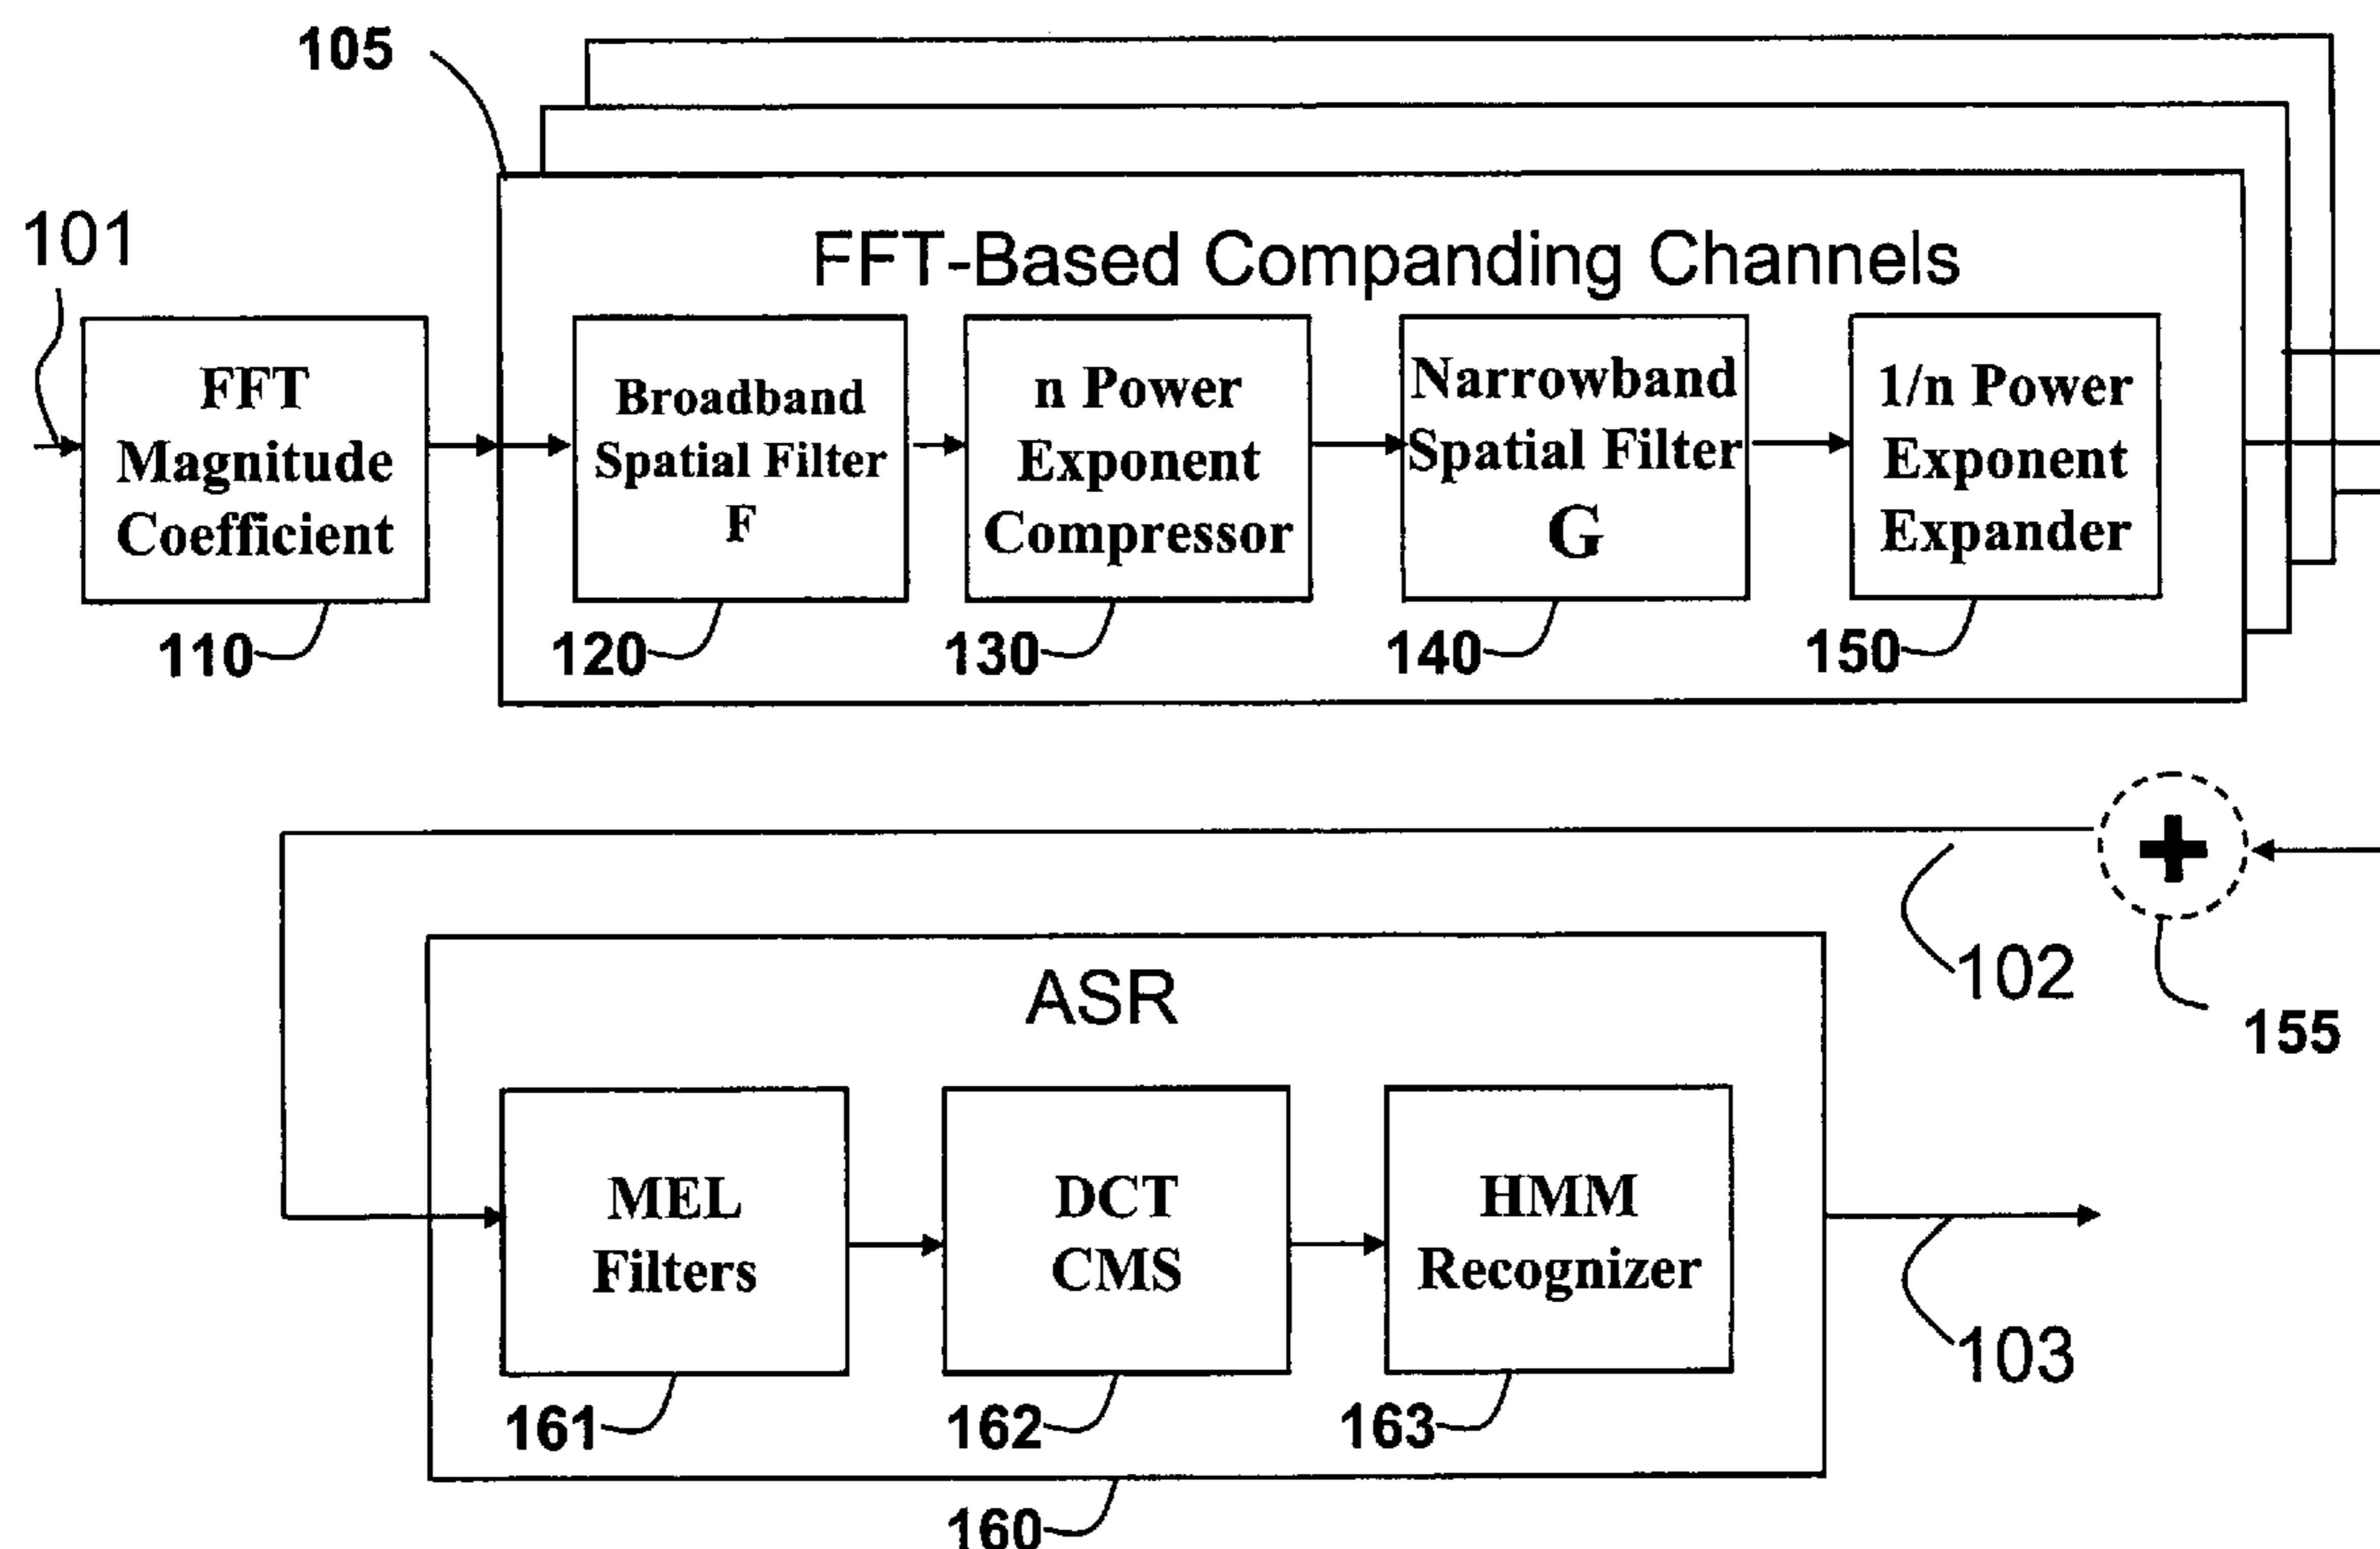 105
101
FFT-Based Companding Channels
FFT
Magnitude
Coefficient
Broadband
Spatial Filter
F
n Power
Exponent
Compressor
Narrowband
Spatial Filter
G
1/n Power
Exponent
Expander
110
120
130
140
150
+
102
155
ASR
MEL
Filters
DCT
CMS
HMM
Recognizer
103
161
162
163
160